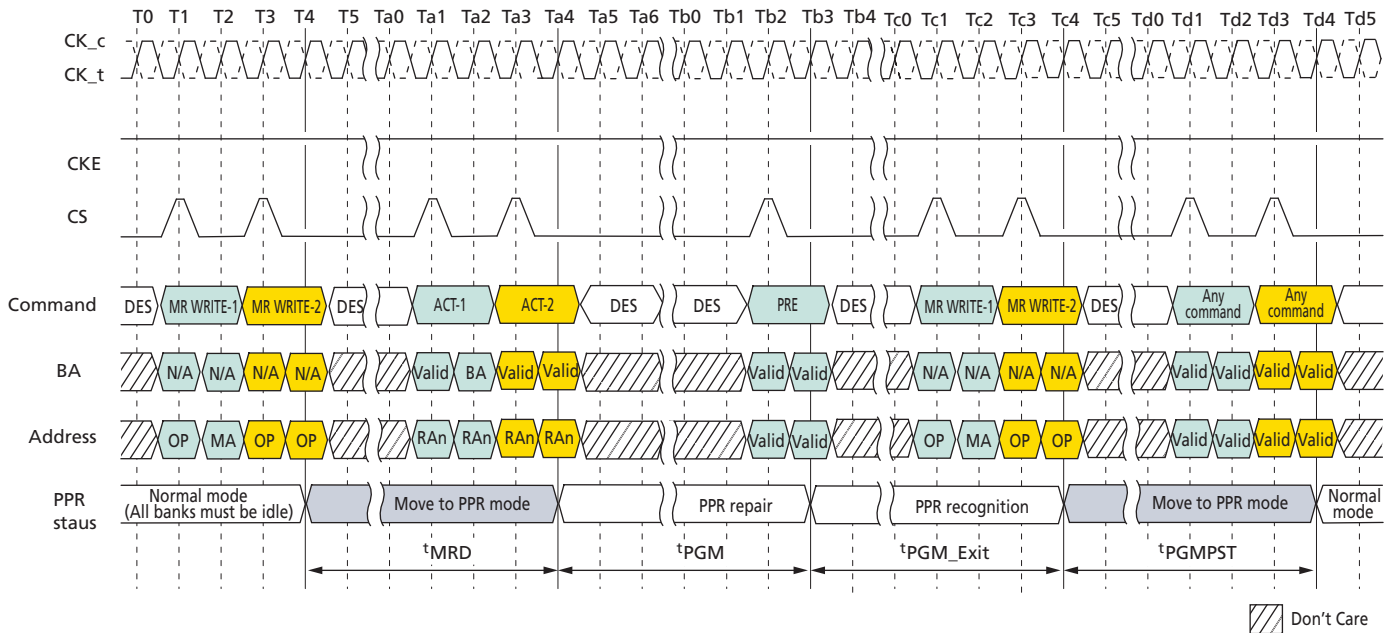 T0 T1 T2 T3 T4 T5 Ta0 Ta1 Ta2 Ta3 Ta4 Ta5 Ta6 Tb0 Tb1 Tb2 Tb3 Tb4 Tc0 Tc1 Tc2 Tc3 Tc4 Tc5 Td0 Td1 Td2 Td3 Td4 Td5
CK_c
CK_t
CKE
CS
Command DES MR WRITE-1 MR WRITE-2 DES ACT-1 ACT-2 DES DES PRE DES MR WRITE-1 MR WRITE-2 DES Any command Any command
BA N/A N/A N/A N/A Valid BA Valid Valid Valid Valid N/A N/A N/A N/A Valid Valid Valid Valid
Address OP MA OP OP RAn RAn RAn RAn Valid Valid OP MA OP OP Valid Valid Valid Valid
PPR staus Normal mode (All banks must be idle) Move to PPR mode PPR repair PPR recognition Move to PPR mode Normal mode
tMRD tPGM tPGM_Exit tPGMPST
Don't Care